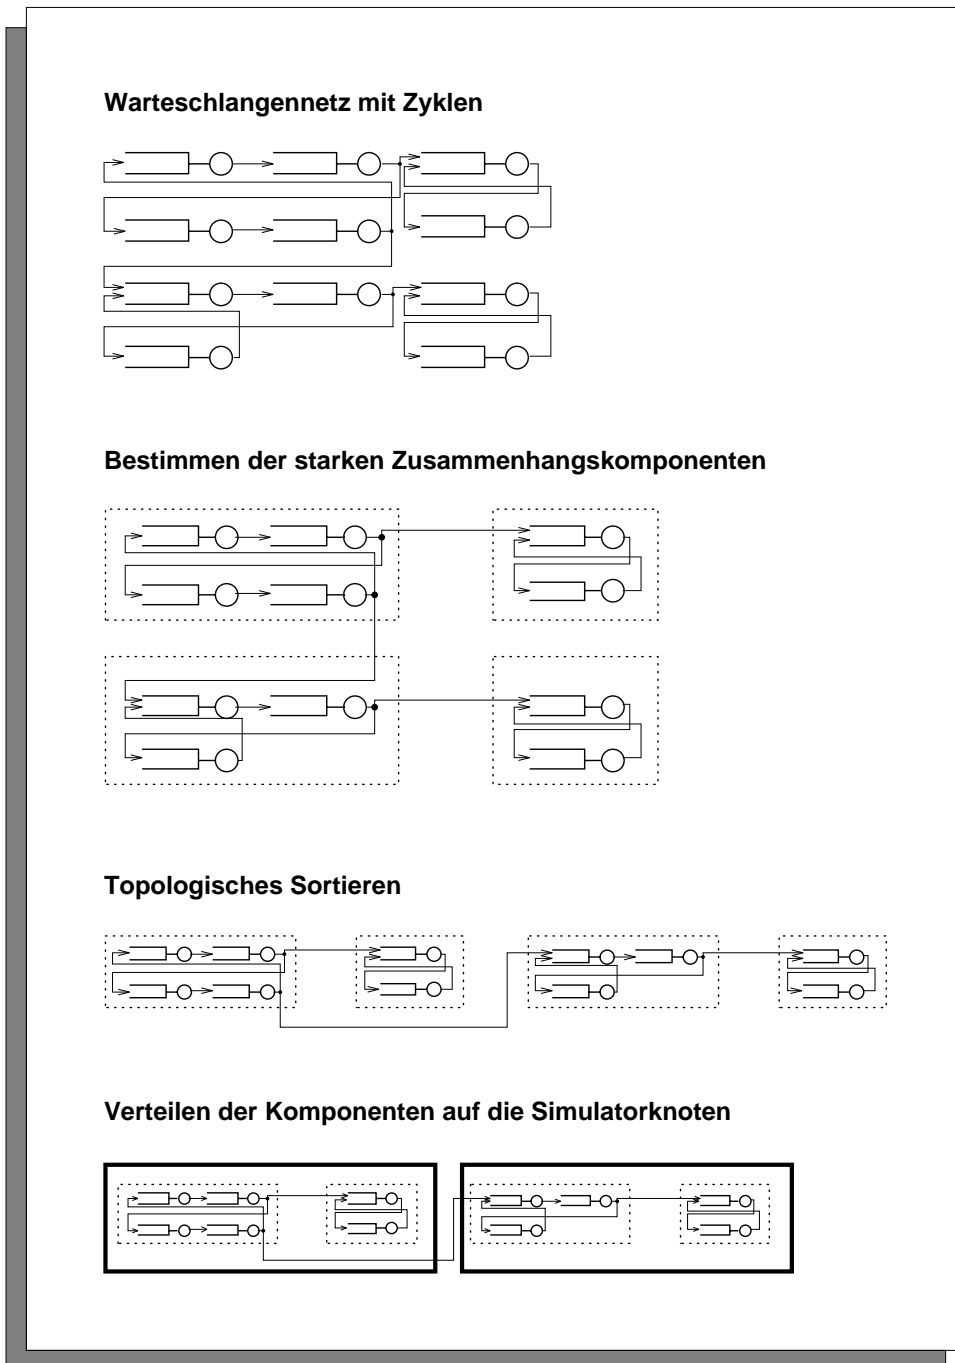 Warteschlangennetz mit Zyklen
Bestimmen der starken Zusammenhangskomponenten
Topologisches Sortieren
Verteilen der Komponenten auf die Simulatorknoten